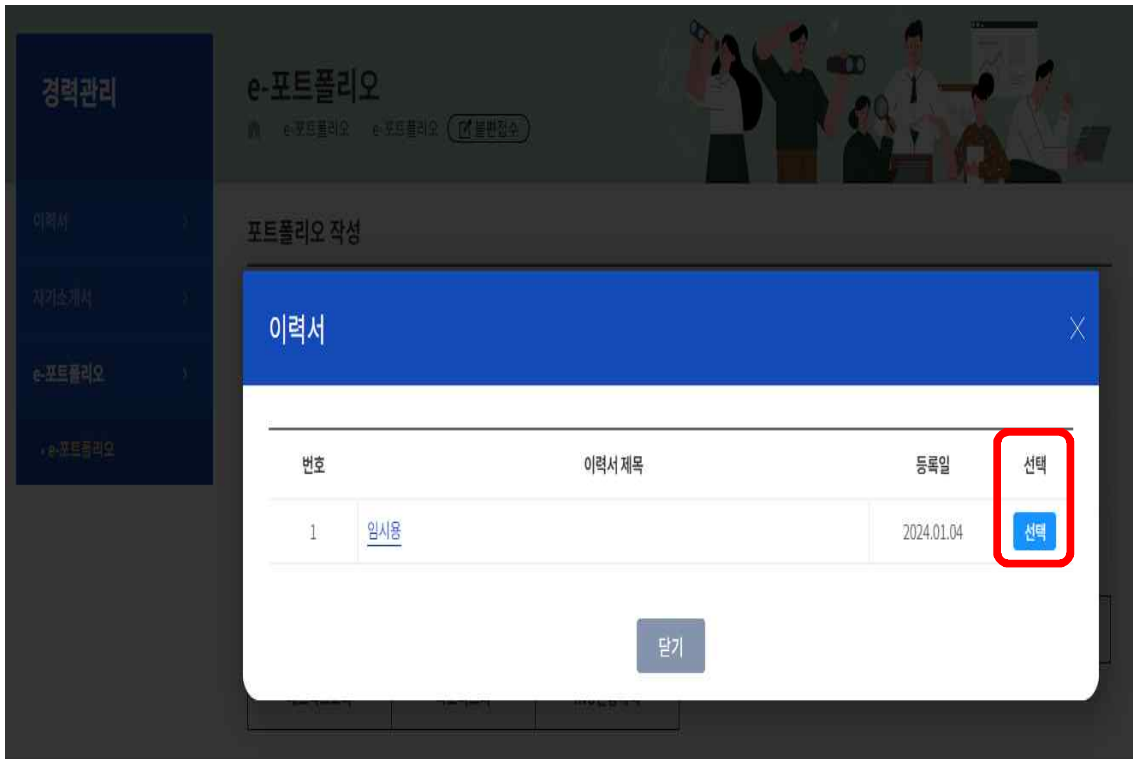 경력관리
e-포트폴리오
e-포트폴리오 e-포트폴리오 불편접수
이력서
자기소개서
e-포트폴리오
• e-포트폴리오
포트폴리오 작성
이력서
번호 이력서 제목 등록일 선택
1 임시용 2024.01.04 선택
닫기